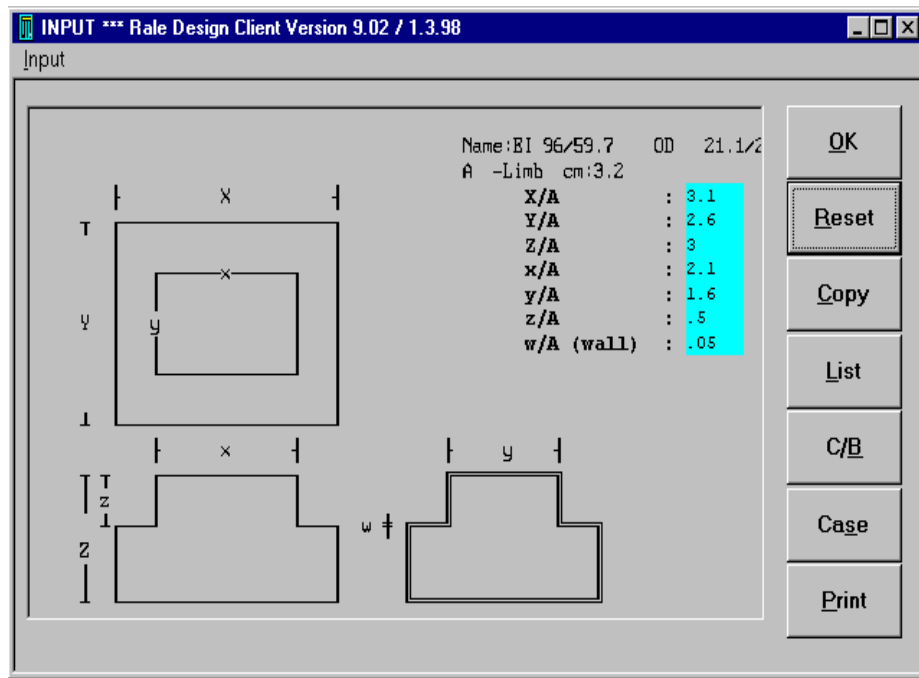 INPUT *** Rale Design Client Version 9.02 / 1.3.98
Input
Name:EI 96/59.7 OD 21.1/2
A -Limb cm:3.2
X/A : 3.1
Y/A : 2.6
Z/A : 3
x/A : 2.1
y/A : 1.6
z/A : .5
w/A (wall) : .05
X
Y
x
y
x
y
z
Z
w
OK
Reset
Copy
List
C/B
Case
Print